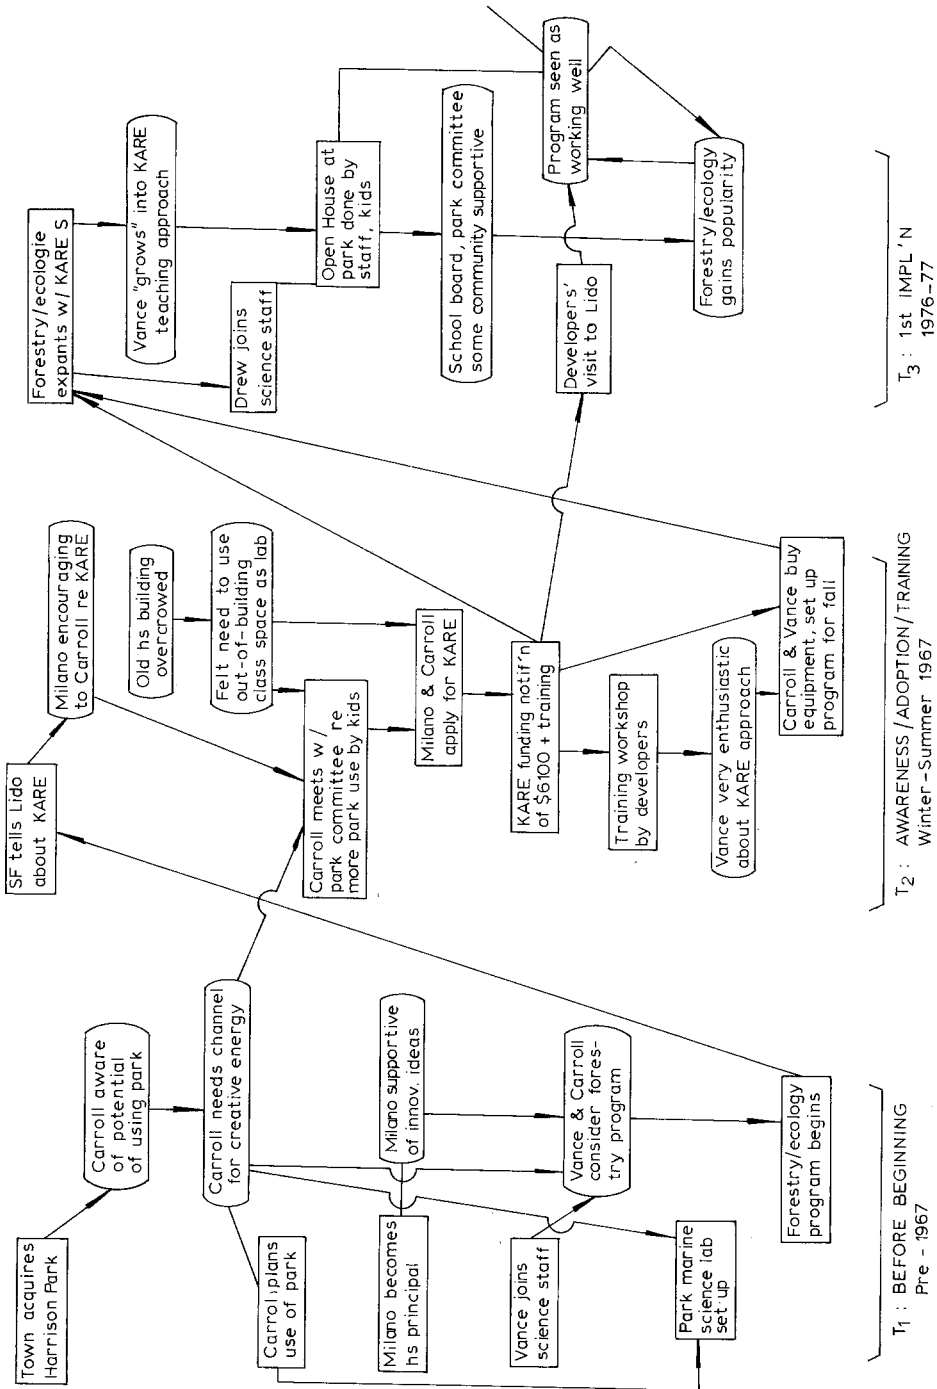 Town acquires
Harrison Park
Carroll aware
of potential
of using park
Carroll needs channel
for creative energy
Carrol plans
use of park
Milano becomes
hs principal
Milano supportive
of innov. ideas
Vance joins
science staff
Vance & Carroll
consider fores-
try program
Park marine
science lab
set up
Forestry/ecology
program begins
T1 : BEFORE BEGINNING
Pre - 1967
SF tells Lido
about KARE
Milano encouraging
to Carroll re KARE
Old hs building
overcrowed
Felt need to use
out-of-building
class space as lab
Carroll meets w/
park committee re
more park use by kids
Milano & Carroll
apply for KARE
KARE funding notif'n
of $6100 + training
Training workshop
by developers
Vance very enthusiastic
about KARE approach
Carroll & Vance buy
equipment, set up
program for fall
T2 : AWARENESS / ADOPTION / TRAINING
Winter-Summer 1967
Forestry/ecologie
expants w/ KARE S
Vance "grows" into KARE
teaching approach
Drew joins
science staff
Open House at
park done by
staff, kids
School board, park committee
some community supportive
Program seen as
working well
Developers'
visit to Lido
Forestry/ecology
gains popularity
T3 : 1st IMPL'N
1976-77